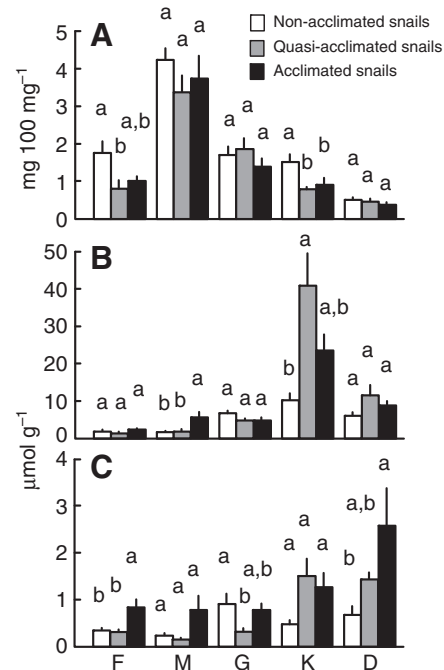 Non-acclimated snails
Quasi-acclimated snails
Acclimated snails
A
mg 100 mg⁻¹
5
4
3
2
1
0
a b a,b
a a a
a a a
a b b
a a a
B
μmol g⁻¹
50
40
30
20
10
0
a a a
b b a
a a a
b a a,b
a a a
C
4
3
2
1
0
b b a
a a a
a b a,b
a a a
b a,b a
F M G K D